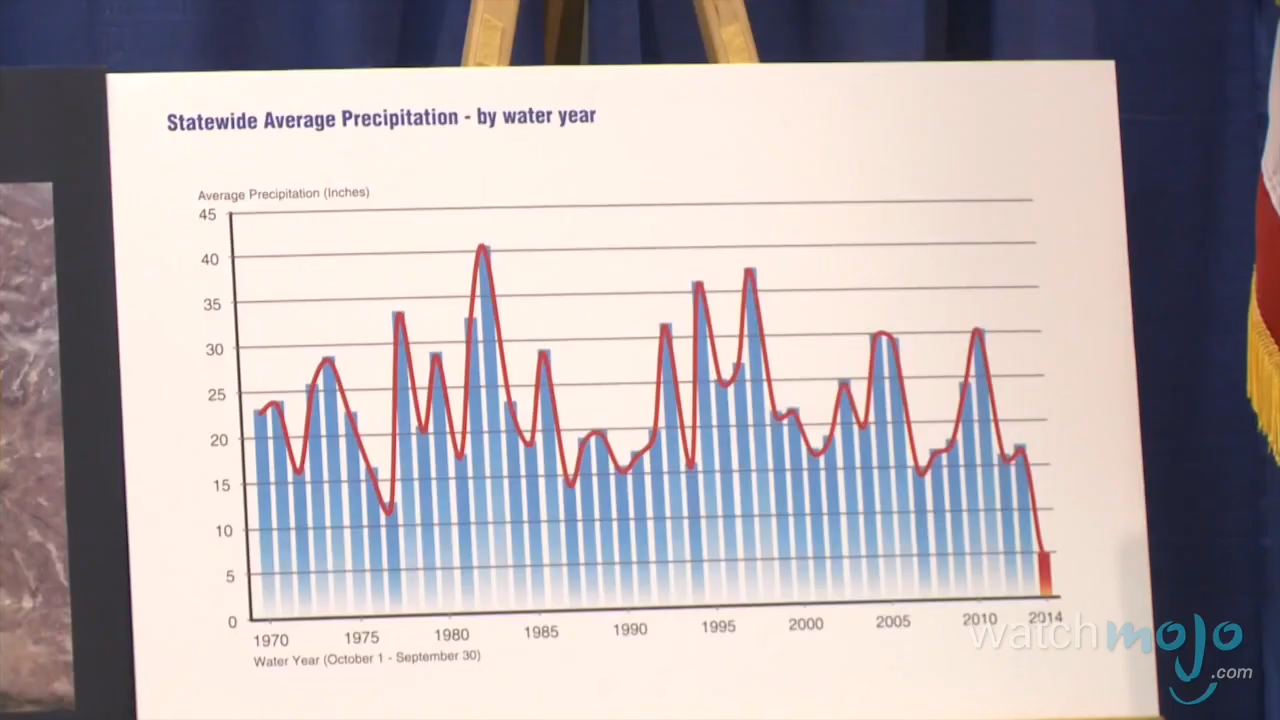 Statewide Average Precipitation - by water year
Average Precipitation (Inches)
45
40
35
30
25
20
15
10
5
0
1970 1975 1980 1985 1990 1995 2000 2005 2010 2014
Water Year (October 1 - September 30)
watchmojo
.com